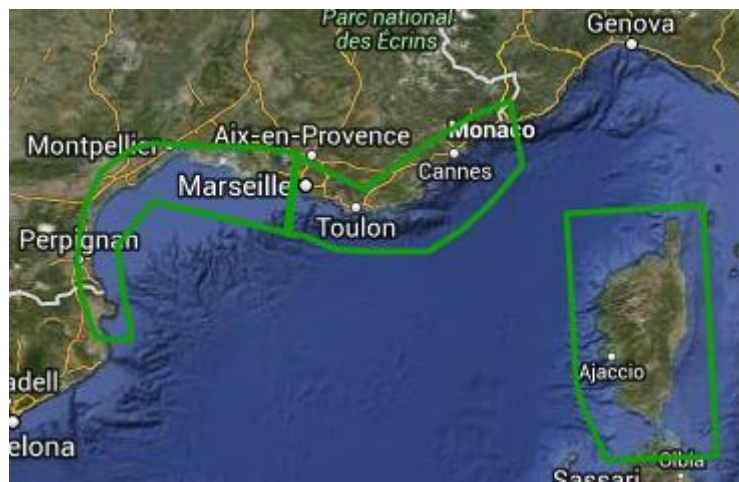 Parc national
des Écrins
Genova
Montpellier
Aix-en-Provence
Monaco
Cannes
Marseille
Toulon
Perpignan
Ajaccio
adell
elona
Olbia
Sassari